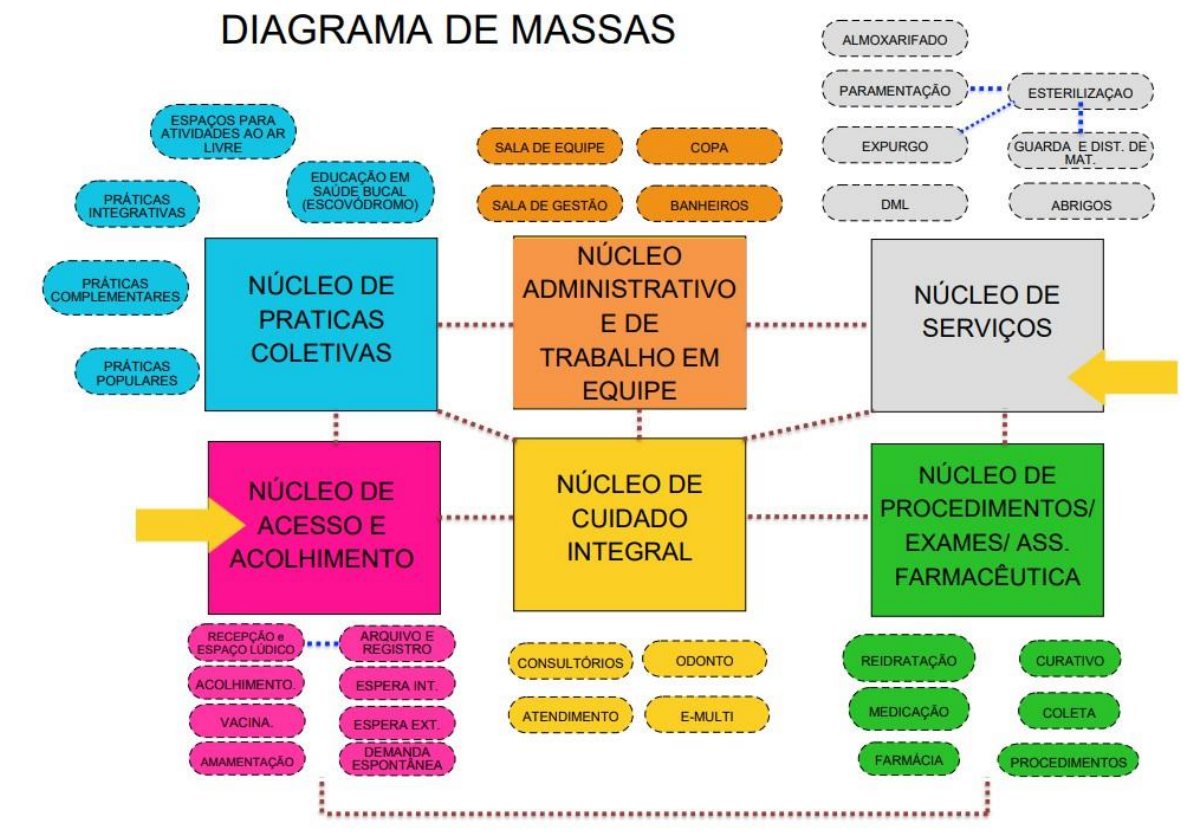 DIAGRAMA DE MASSAS
ESPAÇOS PARA
ATIVIDADES AO AR
LIVRE
EDUCAÇÃO EM
SAÚDE BUCAL
(ESCOVÓDROMO)
PRÁTICAS
INTEGRATIVAS
PRÁTICAS
COMPLEMENTARES
PRÁTICAS
POPULARES
NÚCLEO DE
PRATICAS
COLETIVAS
SALA DE EQUIPE
COPA
SALA DE GESTÃO
BANHEIROS
NÚCLEO
ADMINISTRATIVO
E DE
TRABALHO EM
EQUIPE
ALMOXARIFADO
PARAMENTAÇÃO
ESTERILIZAÇAO
EXPURGO
GUARDA E DIST. DE
MAT.
DML
ABRIGOS
NÚCLEO DE
SERVIÇOS
NÚCLEO DE
ACESSO E
ACOLHIMENTO
RECEPÇÃO e
ESPAÇO LÚDICO
ARQUIVO E
REGISTRO
ACOLHIMENTO.
ESPERA INT.
VACINA.
ESPERA EXT.
AMAMENTAÇÃO
DEMANDA
ESPONTÂNEA
NÚCLEO DE
CUIDADO
INTEGRAL
CONSULTÓRIOS
ODONTO
ATENDIMENTO
E-MULTI
NÚCLEO DE
PROCEDIMENTOS/
EXAMES/ ASS.
FARMACÊUTICA
REIDRATAÇÃO
CURATIVO
MEDICAÇÃO
COLETA
FARMÁCIA
PROCEDIMENTOS